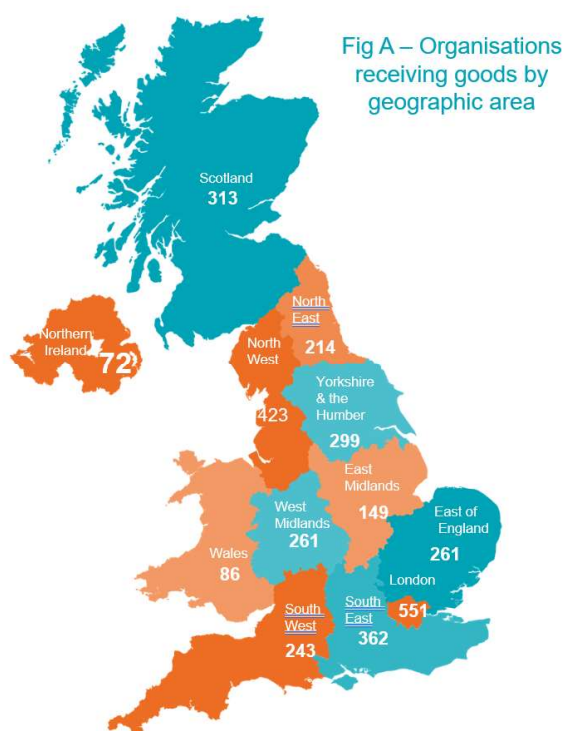 Fig A – Organisations
receiving goods by
geographic area
Scotland
313
North
East
214
Northern
Ireland
72
North
West
423
Yorkshire
& the
Humber
299
East
Midlands
149
West
Midlands
261
East of
England
261
Wales
86
London
551
South
West
243
South
East
362